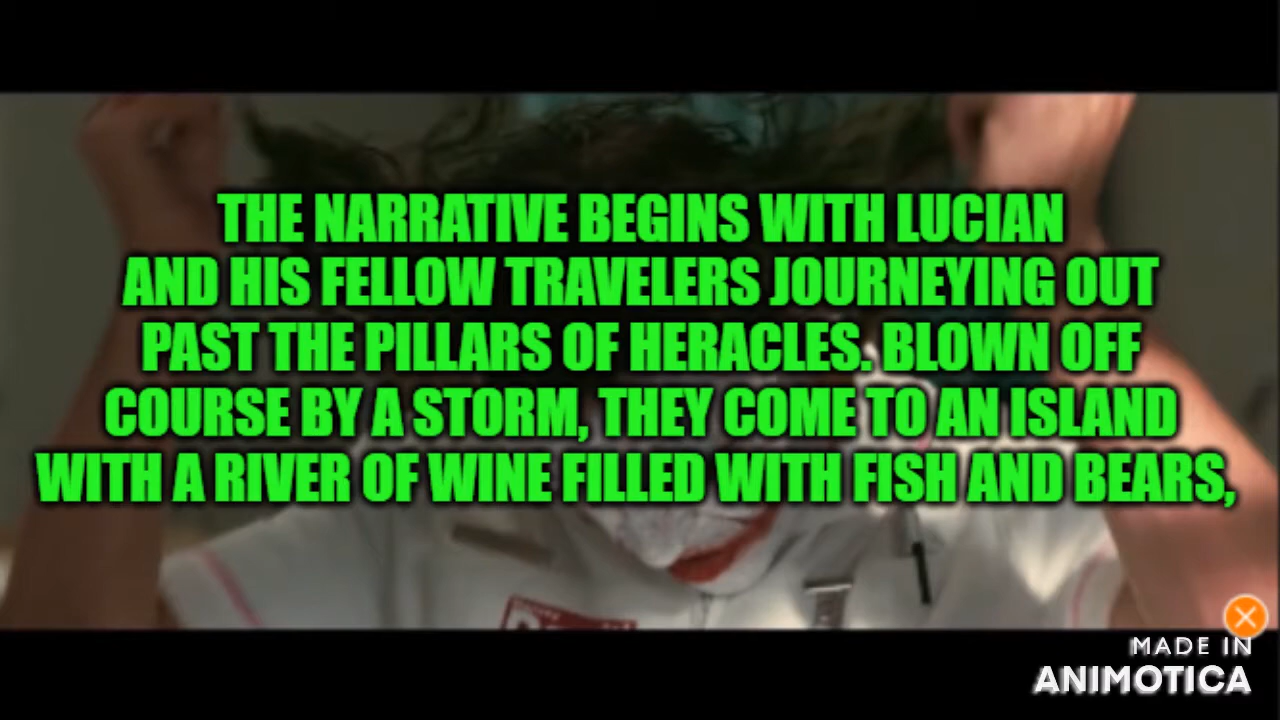 THE NARRATIVE BEGINS WITH LUCIAN
AND HIS FELLOW TRAVELERS JOURNEYING OUT
PAST THE PILLARS OF HERACLES. BLOWN OFF
COURSE BY A STORM, THEY COME TO AN ISLAND
WITH A RIVER OF WINE FILLED WITH FISH AND BEARS,
MADE IN
ANIMOTICA